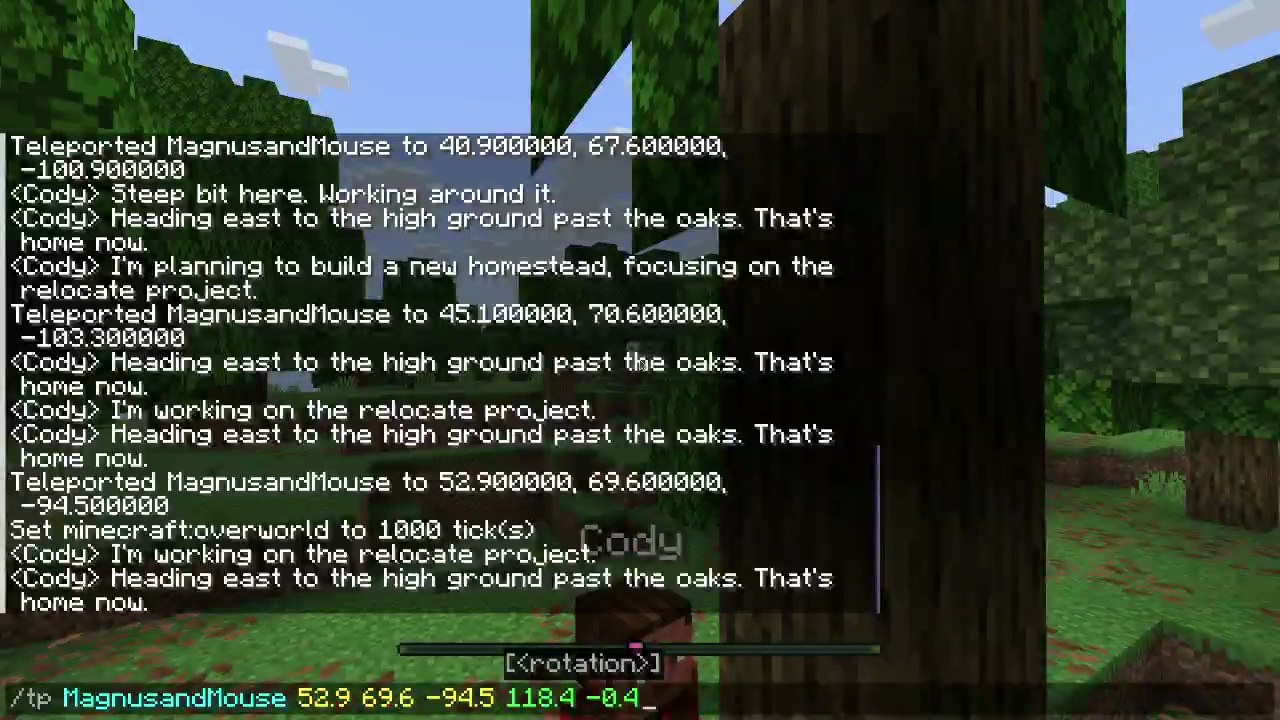 Teleported MagnusandMouse to 40.900000, 67.600000,
-100.900000
<Cody> Steep bit here. Working around it.
<Cody> Heading east to the high ground past the oaks. That's
home now.
<Cody> I'm planning to build a new homestead, focusing on the
relocate project.
Teleported MagnusandMouse to 45.100000, 70.600000,
-103.300000
<Cody> Heading east to the high ground past the oaks. That's
home now.
<Cody> I'm working on the relocate project.
<Cody> Heading east to the high ground past the oaks. That's
home now.
Teleported MagnusandMouse to 52.900000, 69.600000,
-94.500000
Set minecraft:overworld to 1000 tick(s)
Cody
<Cody> I'm working on the relocate project.
<Cody> Heading east to the high ground past the oaks. That's
home now.
[<rotation>]
/tp MagnusandMouse 52.9 69.6 -94.5 118.4 -0.4_